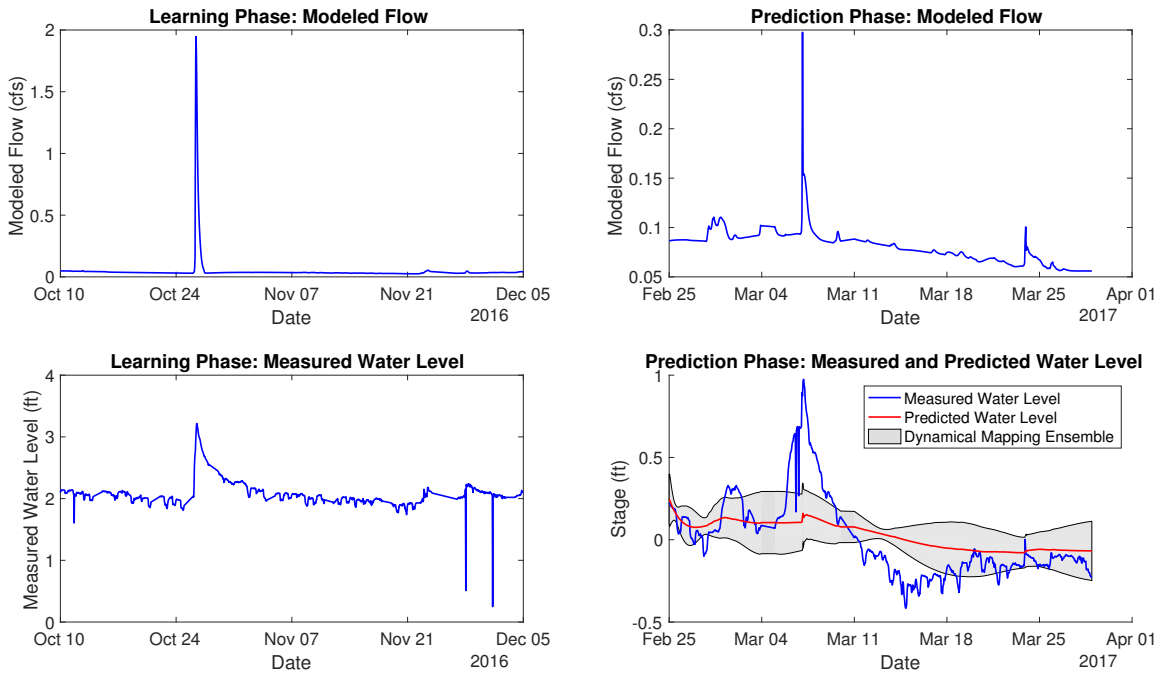 Learning Phase: Modeled Flow
Modeled Flow (cfs)
2
1.5
1
0.5
0
Oct 10
Oct 24
Nov 07
Nov 21
Dec 05
Date
2016
Prediction Phase: Modeled Flow
Modeled Flow (cfs)
0.3
0.25
0.2
0.15
0.1
0.05
Feb 25
Mar 04
Mar 11
Mar 18
Mar 25
Apr 01
Date
2017
Learning Phase: Measured Water Level
Measured Water Level (ft)
4
3
2
1
0
Oct 10
Oct 24
Nov 07
Nov 21
Dec 05
Date
2016
Prediction Phase: Measured and Predicted Water Level
Stage (ft)
1
0.5
0
-0.5
Measured Water Level
Predicted Water Level
Dynamical Mapping Ensemble
Feb 25
Mar 04
Mar 11
Mar 18
Mar 25
Apr 01
Date
2017